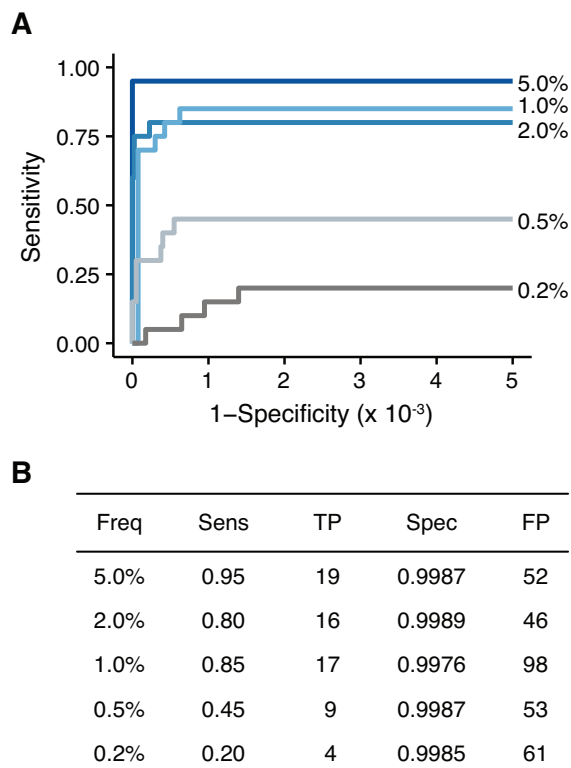 A
1.00
0.75
0.50
0.25
0.00
Sensitivity
5.0%
1.0%
2.0%
0.5%
0.2%
0 1 2 3 4 5
1−Specificity (x 10⁻³)
B
Freq Sens TP Spec FP
5.0% 0.95 19 0.9987 52
2.0% 0.80 16 0.9989 46
1.0% 0.85 17 0.9976 98
0.5% 0.45 9 0.9987 53
0.2% 0.20 4 0.9985 61